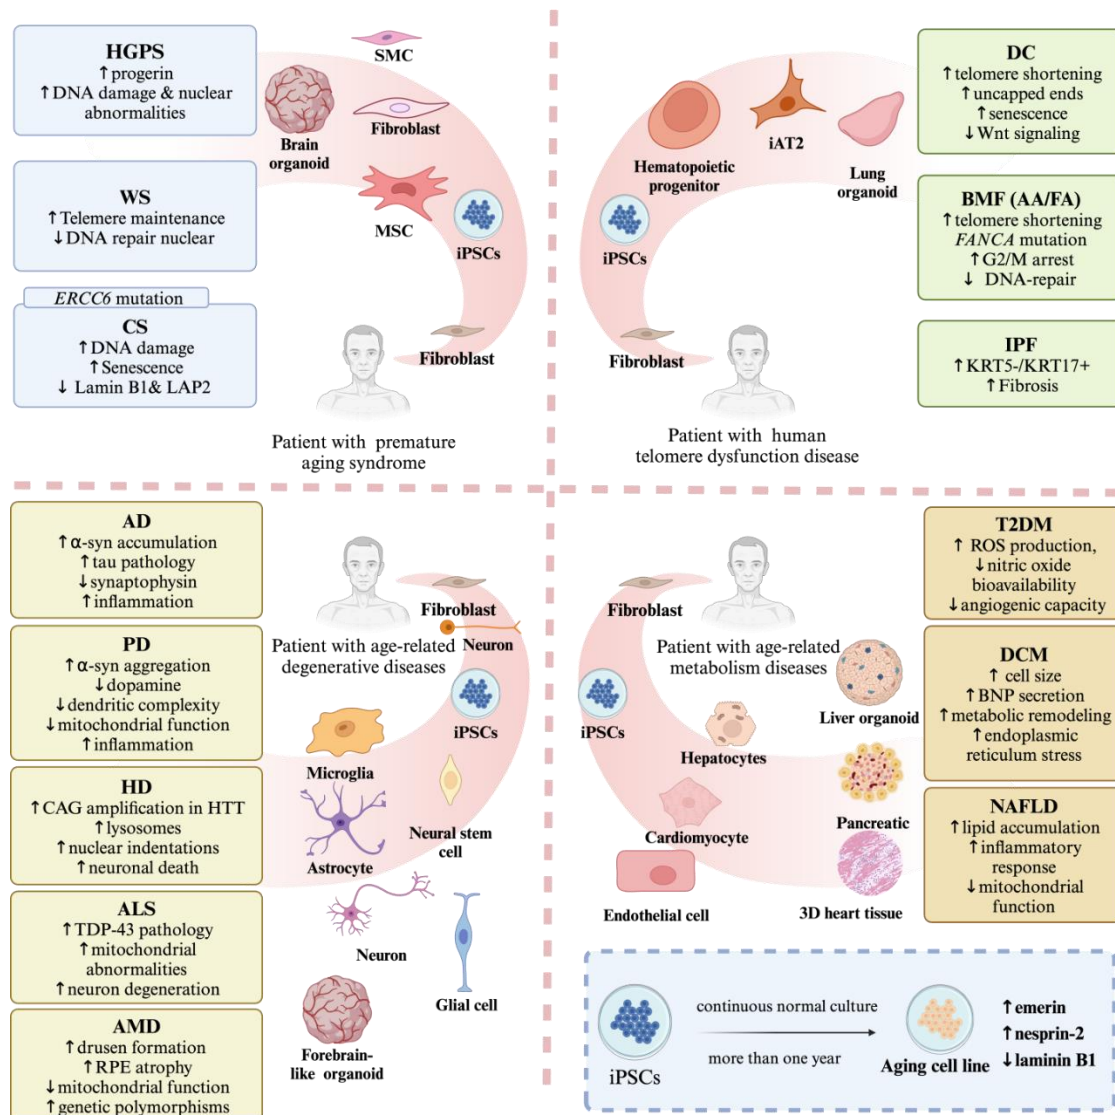 HGPS
↑progerin
↑DNA damage & nuclear
abnormalities
WS
↑Telemere maintenance
↓DNA repair nuclear
ERCC6 mutation
CS
↑DNA damage
↑Senescence
↓ Lamin B1& LAP2
SMC
Brain
organoid
Fibroblast
MSC
iPSCs
Fibroblast
Patient with premature
aging syndrome
Hematopoietic
progenitor
iAT2
Lung
organoid
iPSCs
Fibroblast
Patient with human
telomere dysfunction disease
DC
↑telomere shortening
↑uncapped ends
↑senescence
↓ Wnt signaling
BMF (AA/FA)
↑telomere shortening
FANCA mutation
↑G2/M arrest
↓ DNA-repair
IPF
↑KRT5-/KRT17+
↑Fibrosis
AD
↑α-syn accumulation
↑tau pathology
↓synaptophysin
↑inflammation
PD
↑α-syn aggregation
↓dopamine
↓dendritic complexity
↓mitochondrial function
↑inflammation
HD
↑CAG amplification in HTT
↑lysosomes
↑nuclear indentations
↑neuronal death
ALS
↑TDP-43 pathology
↑mitochondrial
abnormalities
↑neuron degeneration
AMD
↑drusen formation
↑RPE atrophy
↓mitochondrial function
↑genetic polymorphisms
Fibroblast
Neuron
Patient with age-related
degenerative diseases
iPSCs
Microglia
Neural stem
cell
Astrocyte
Neuron
Glial cell
Forebrain-
like organoid
Fibroblast
Patient with age-related
metabolism diseases
iPSCs
Liver organoid
Hepatocytes
Cardiomyocyte
Pancreatic
Endothelial cell
3D heart tissue
T2DM
↑ ROS production,
↓nitric oxide
bioavailability
↓angiogenic capacity
DCM
↑ cell size
↑BNP secretion
↑metabolic remodeling
↑ endoplasmic
reticulum stress
NAFLD
↑lipid accumulation
↑inflammatory
response
↓mitochondrial
function
iPSCs
continuous normal culture
more than one year
Aging cell line
↑emerin
↑nesprin-2
↓laminin B1